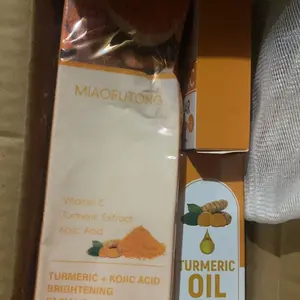 MIAOFUTONG
Vitamin C
Turmeric Extract
Kojic Acid
TURMERIC + KOJIC ACID
BRIGHTENING
TURMERIC
OIL